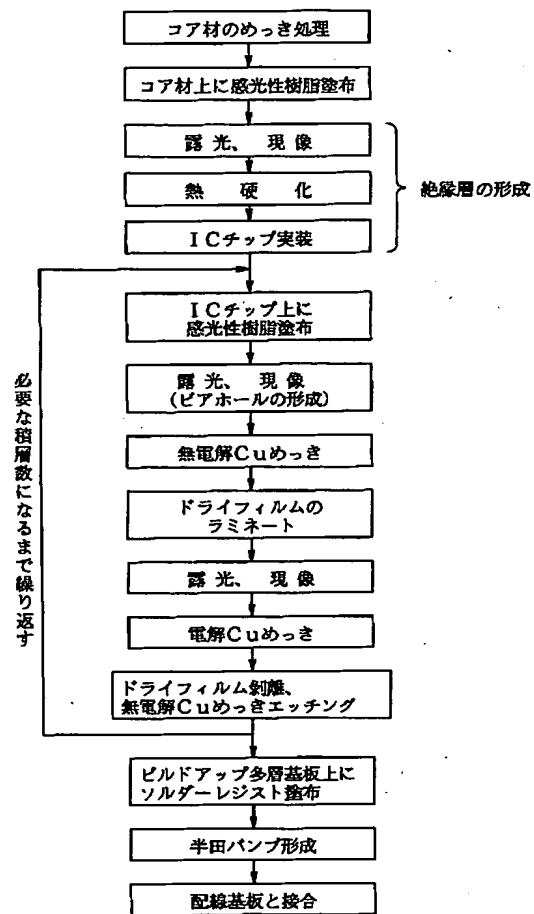 コア材のめっき処理
コア材上に感光性樹脂塗布
露光、現像
熱硬化
ICチップ実装
絶縁層の形成
ICチップ上に
感光性樹脂塗布
露光、現像
(ビアホールの形成)
無電解Cuめっき
ドライフィルムの
ラミネート
露光、現像
電解Cuめっき
ドライフィルム剝離、
無電解Cuめっきエッチング
必要な積層数になるまで繰り返す
ビルドアップ多層基板上に
ソルダーレジスト塗布
半田バンプ形成
配線基板と接合